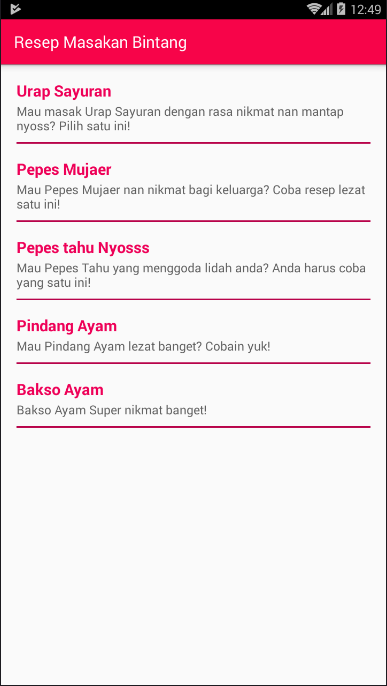 12:49
Resep Masakan Bintang
Urap Sayuran
Mau masak Urap Sayuran dengan rasa nikmat nan mantap
nyoss? Pilih satu ini!
Pepes Mujaer
Mau Pepes Mujaer nan nikmat bagi keluarga? Coba resep lezat
satu ini!
Pepes tahu Nyosss
Mau Pepes Tahu yang menggoda lidah anda? Anda harus coba
yang satu ini!
Pindang Ayam
Mau Pindang Ayam lezat banget? Cobain yuk!
Bakso Ayam
Bakso Ayam Super nikmat banget!